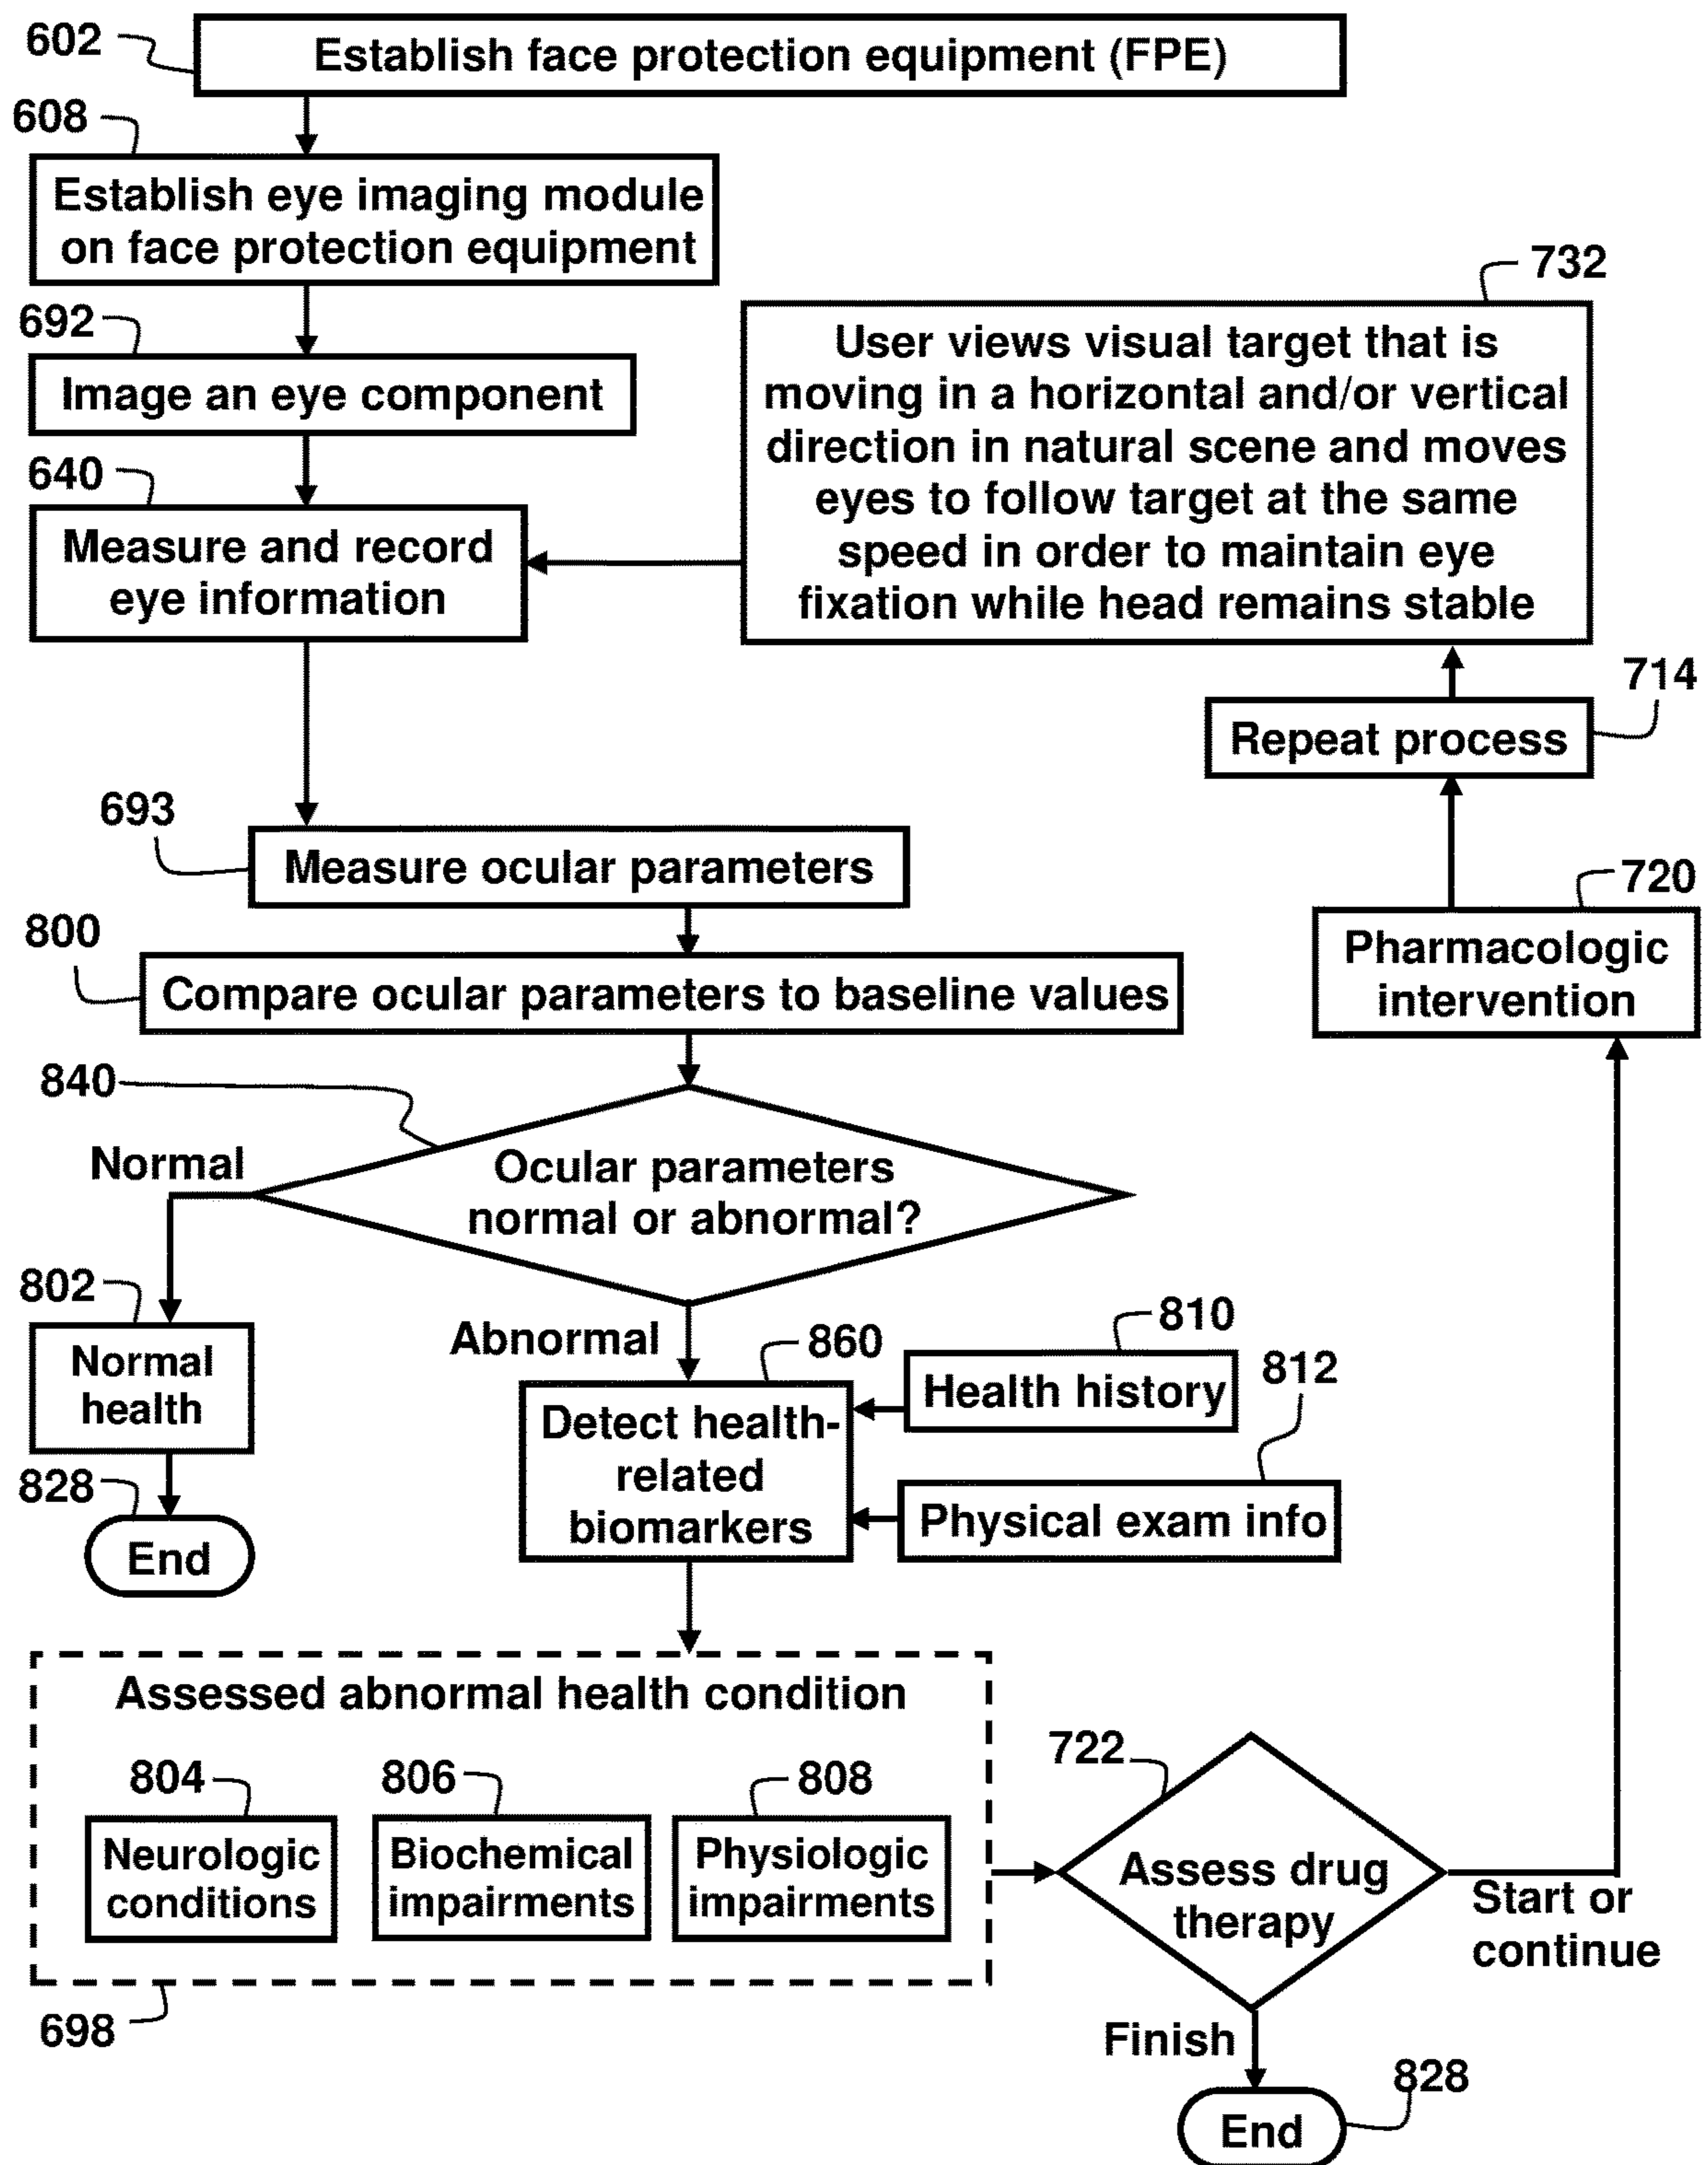 602
Establish face protection equipment (FPE)
608
Establish eye imaging module
on face protection equipment
692
Image an eye component
732
User views visual target that is
moving in a horizontal and/or vertical
direction in natural scene and moves
eyes to follow target at the same
speed in order to maintain eye
fixation while head remains stable
640
Measure and record
eye information
714
Repeat process
693
Measure ocular parameters
720
Pharmacologic
intervention
800
Compare ocular parameters to baseline values
840
Ocular parameters
normal or abnormal?
Normal
802
Normal
health
828
End
Abnormal
860
Detect health-
related
biomarkers
810
Health history
812
Physical exam info
Assessed abnormal health condition
804
Neurologic
conditions
806
Biochemical
impairments
808
Physiologic
impairments
698
722
Assess drug
therapy
Start or
continue
Finish
828
End